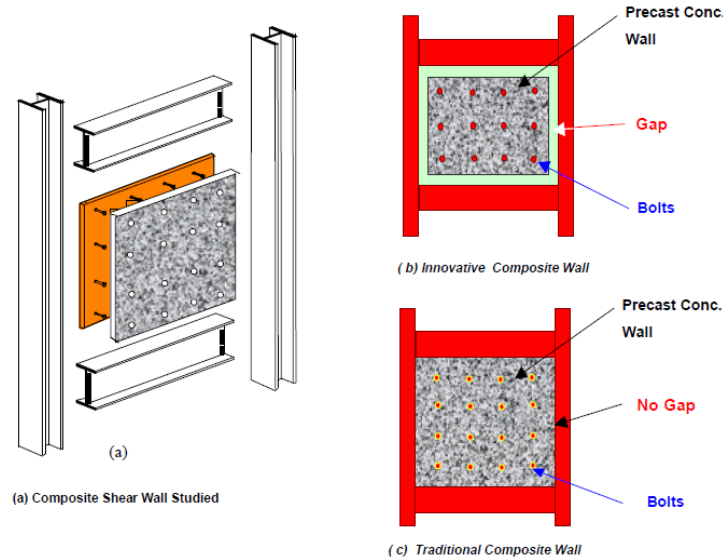 (a)
(a) Composite Shear Wall Studied
Precast Conc.
Wall
Gap
Bolts
( b) Innovative Composite Wall
Precast Conc.
Wall
No Gap
Bolts
( c) Traditional Composite Wall